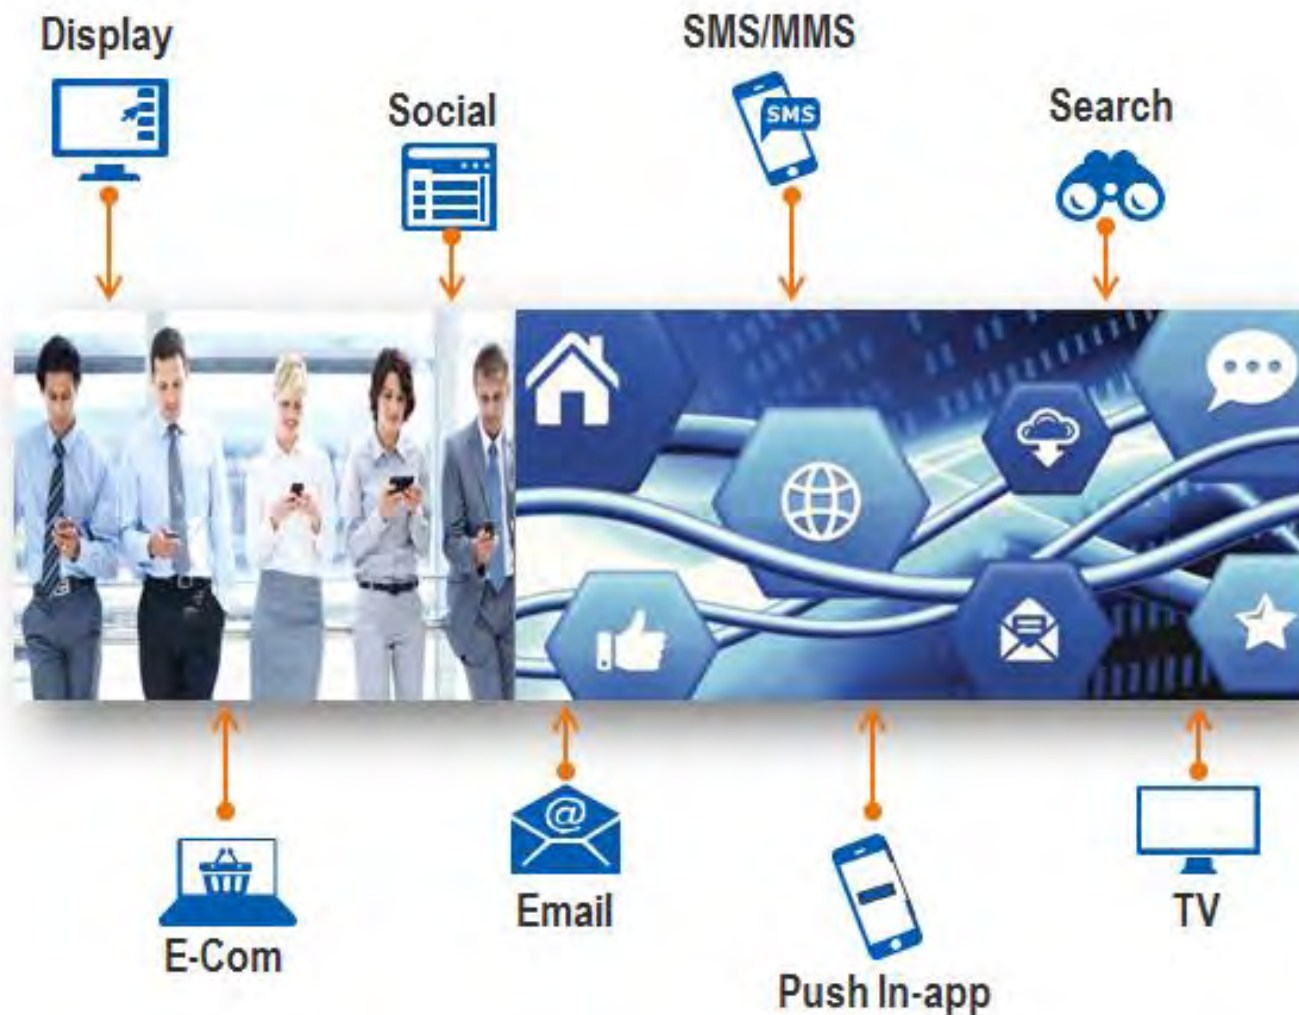 Display
SMS/MMS
Social
Search
SMS
@
Email
TV
E-Com
Push In-app